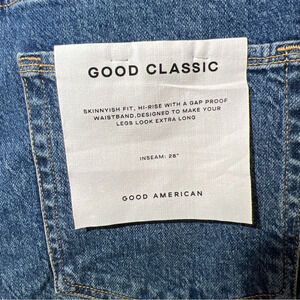 GOOD CLASSIC
SKINNYISH FIT, HI-RISE WITH A GAP PROOF
WAISTBAND,DESIGNED TO MAKE YOUR
LEGS LOOK EXTRA LONG
INSEAM: 28"
GOOD AMERICAN